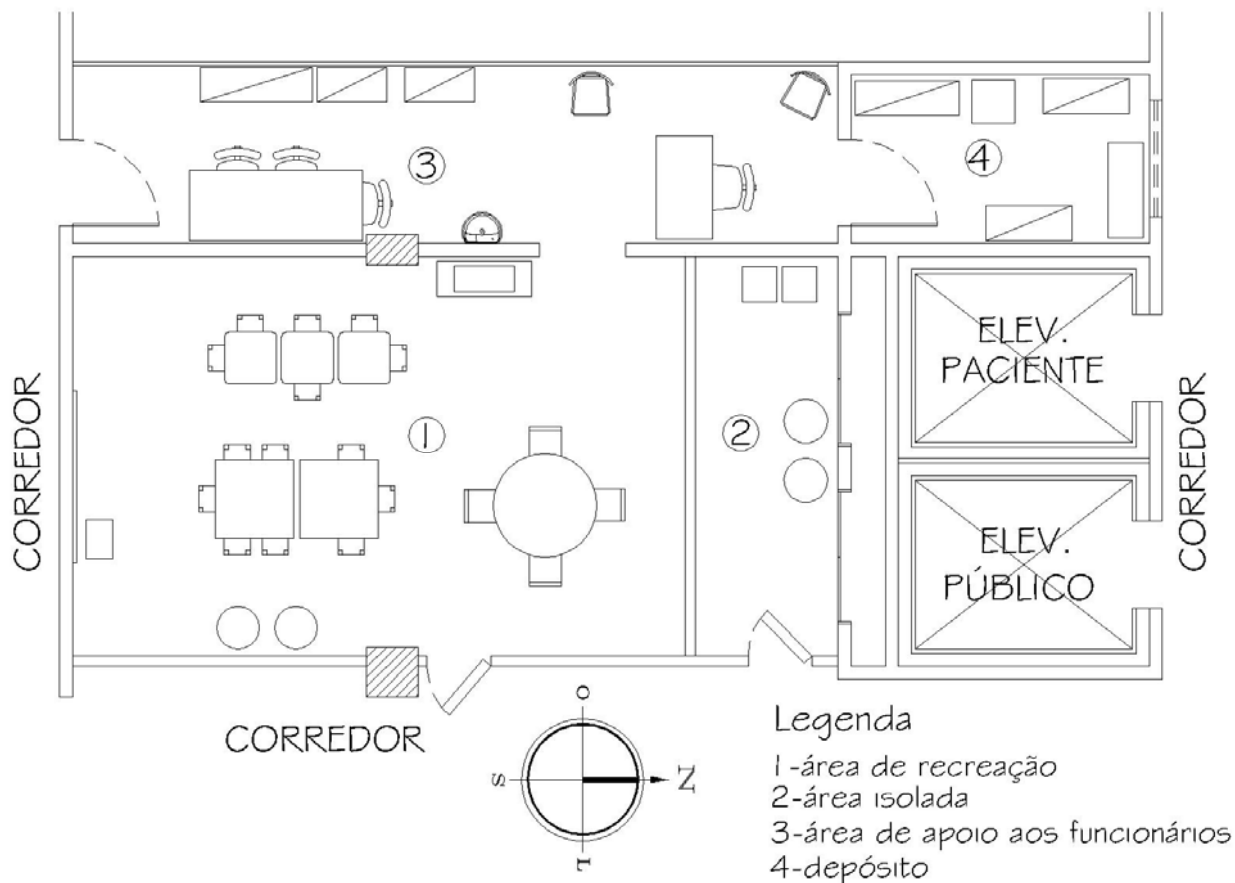 3
4
ELEV.
PACIENTE
CORREDOR
1
2
CORREDOR
ELEV.
PÚBLICO
CORREDOR
O
S
N
L
Legenda
1-área de recreação
2-área isolada
3-área de apoio aos funcionários
4-depósito